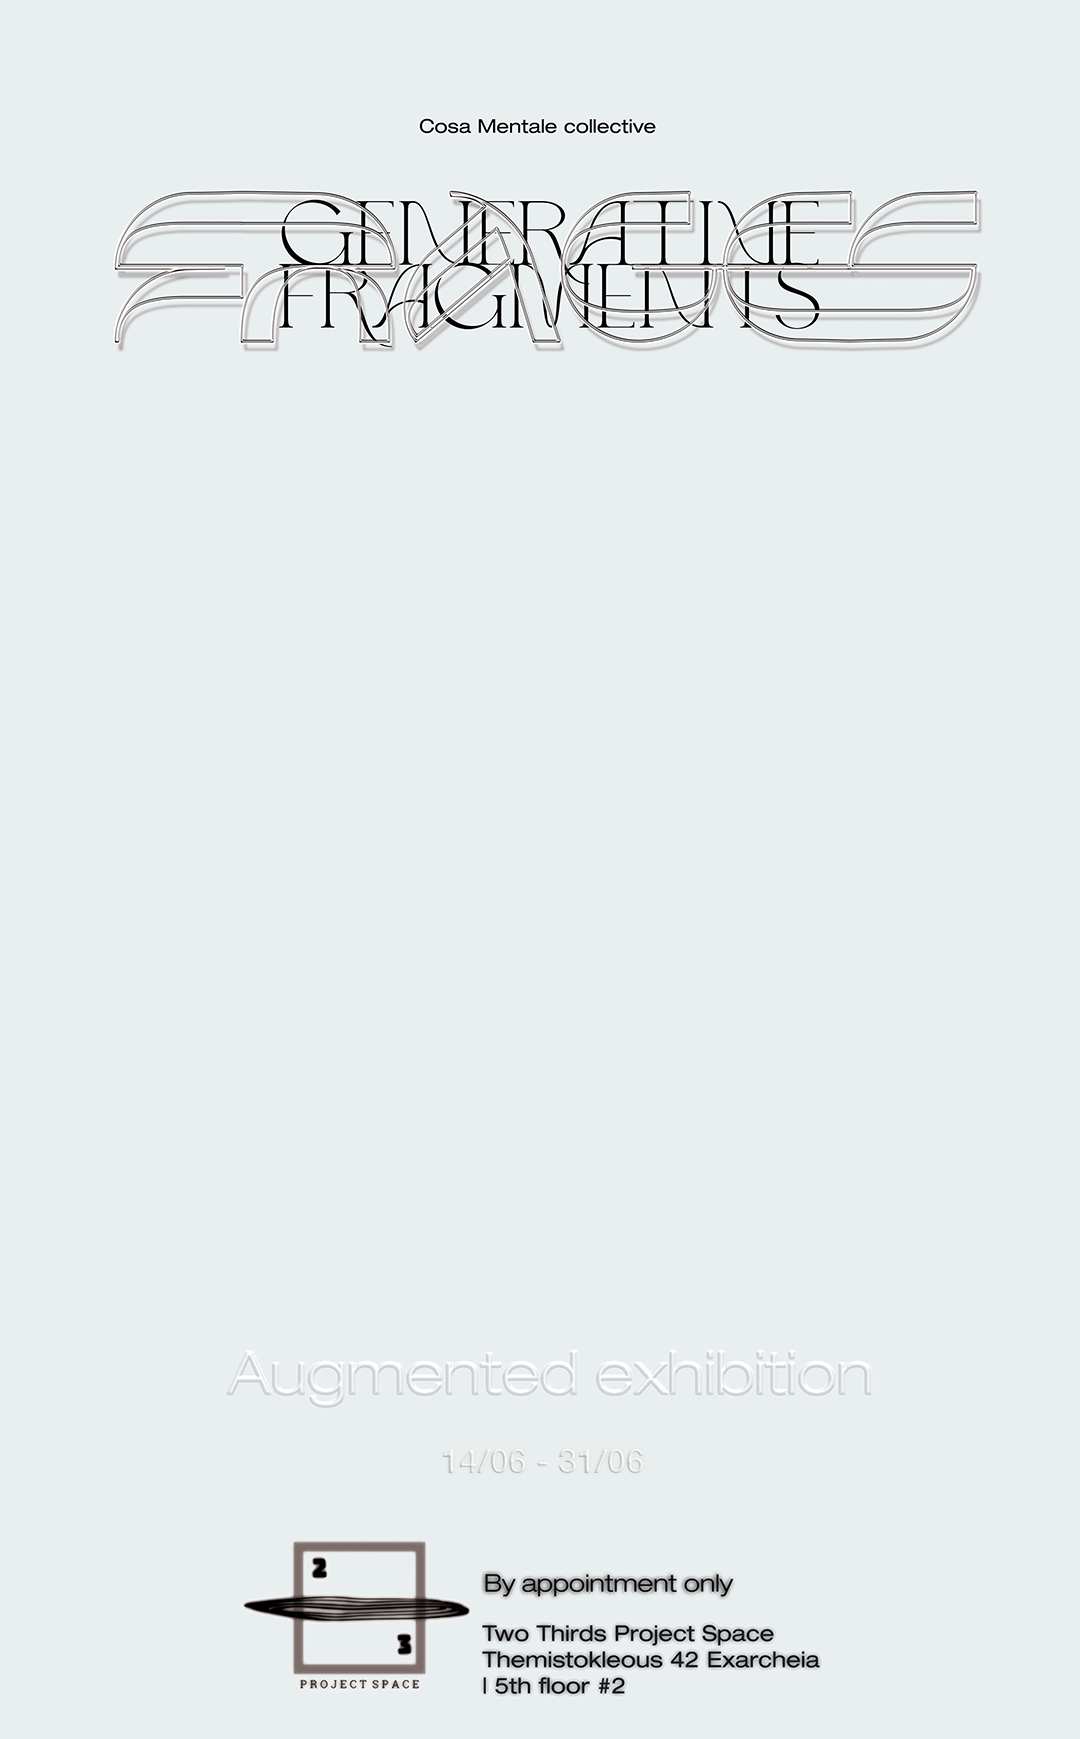 Cosa Mentale collective
GENERATIVE
FRAGMENTS
Augmented exhibition
14/06 - 31/06
2
3
PROJECT SPACE
By appointment only
Two Thirds Project Space
Themistokleous 42 Exarcheia
| 5th floor #2